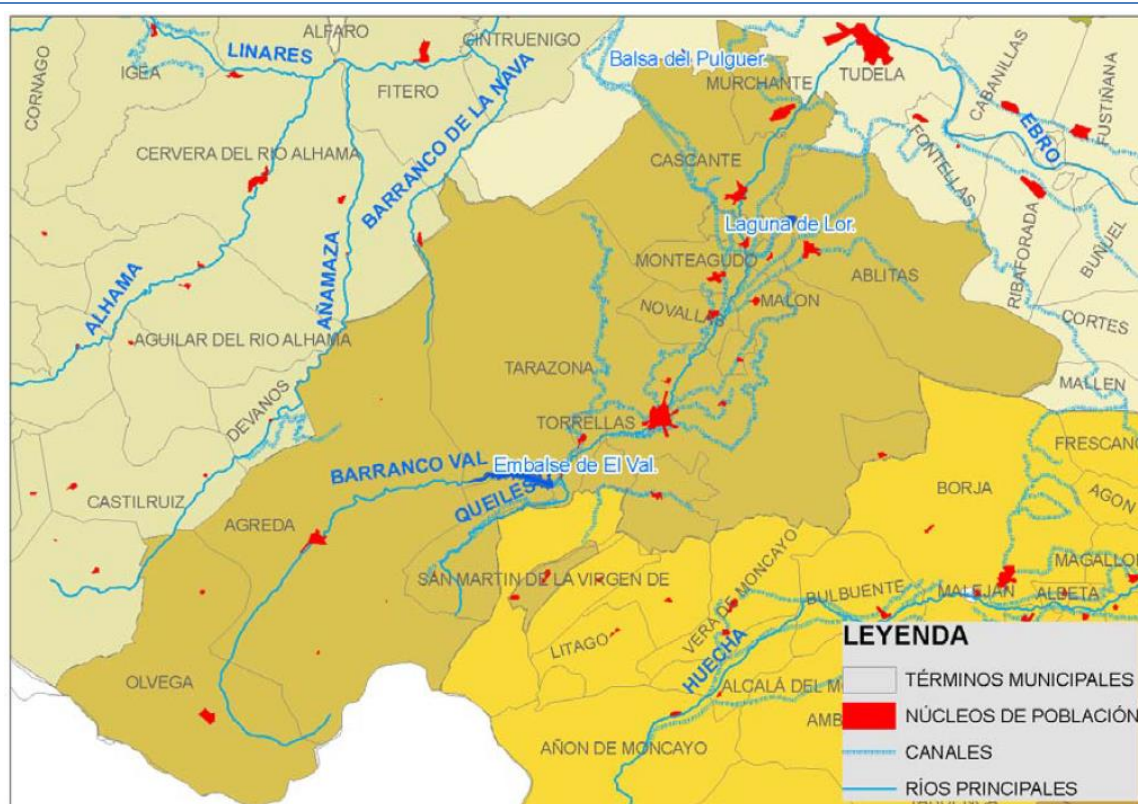 ALFARO
CINTRUENIGO
LINARES
IGEA
CORNAGO
FITERO
BARRANCO DE LA NAVA
Balsa del Pulguer.
MURCHANTE
TUDELA
CABANILLAS
FUSTIÑANA
EBRO
FONTELLAS
CERVERA DEL RIO ALHAMA
CASCANTE
Laguna de Lor.
RIBAFORADA
BUÑUEL
ALHAMA
AÑAMAZA
MONTEAGUDO
ABLITAS
MALON
NOVALLAS
CORTES
AGUILAR DEL RIO ALHAMA
TARAZONA
MALLEN
DEVANOS
TORRELLAS
FRESCANO
BARRANCO VAL
Embalse de El Val.
QUEILES
BORJA
AGON
CASTILRUIZ
AGREDA
MAGALLON
SAN MARTIN DE LA VIRGEN DE
VERA DE MONCAYO
BULBUENTE
MALEJAN
ALBETA
LITAGO
HUECHA
OLVEGA
ALCALÁ DEL M
AMB
AÑON DE MONCAYO
LEYENDA
TÉRMINOS MUNICIPALES
NÚCLEOS DE POBLACIÓN
CANALES
RÍOS PRINCIPALES